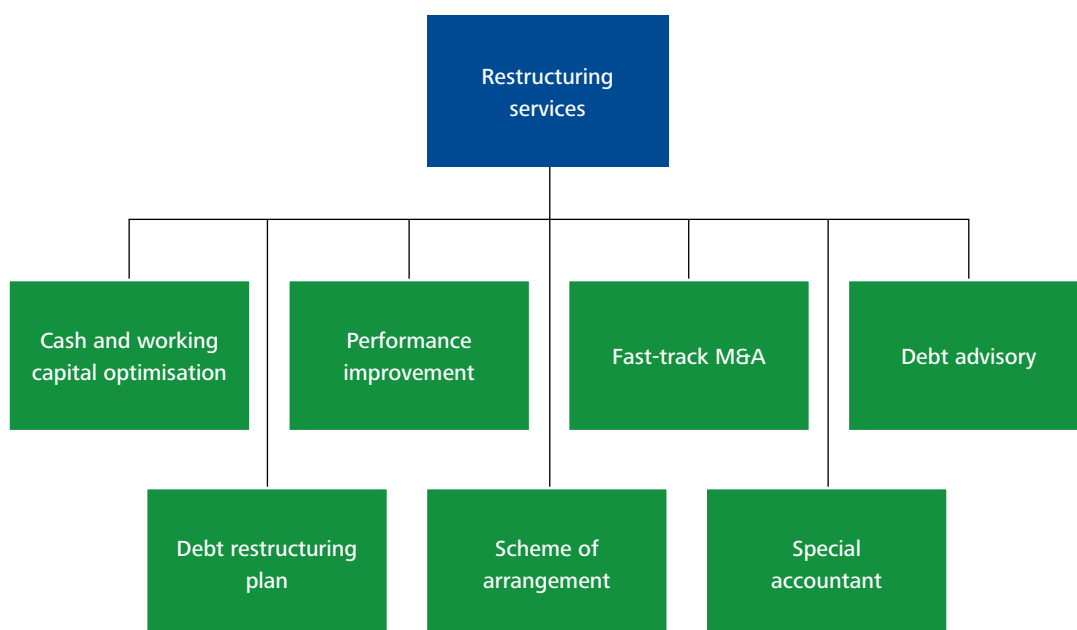 Restructuring
services
Cash and working
capital optimisation
Performance
improvement
Fast-track M&A
Debt advisory
Debt restructuring
plan
Scheme of
arrangement
Special
accountant